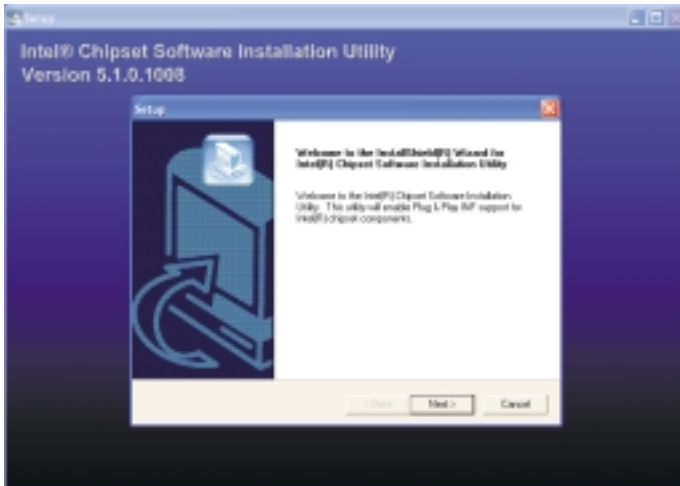 Setup
Intel® Chipset Software Installation Utility
Version 5.1.0.1008
Setup
Welcome to the InstallShield(R) Wizard for
Intel(R) Chipset Software Installation Utility
Welcome to the Intel(R) Chipset Software Installation
Utility. This utility will enable Plug & Play INF support for
Intel(R) chipset components.
< Back
Next >
Cancel